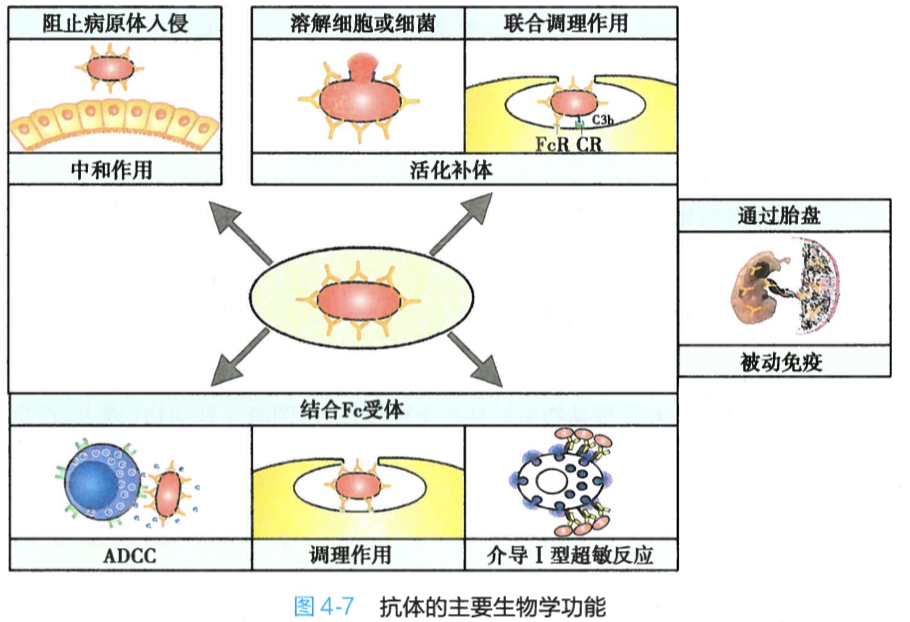 阻止病原体入侵
中和作用
溶解细胞或细菌
联合调理作用
C3b
FcR CR
活化补体
通过胎盘
被动免疫
结合Fc受体
ADCC
调理作用
介导Ⅰ型超敏反应
图4-7 抗体的主要生物学功能